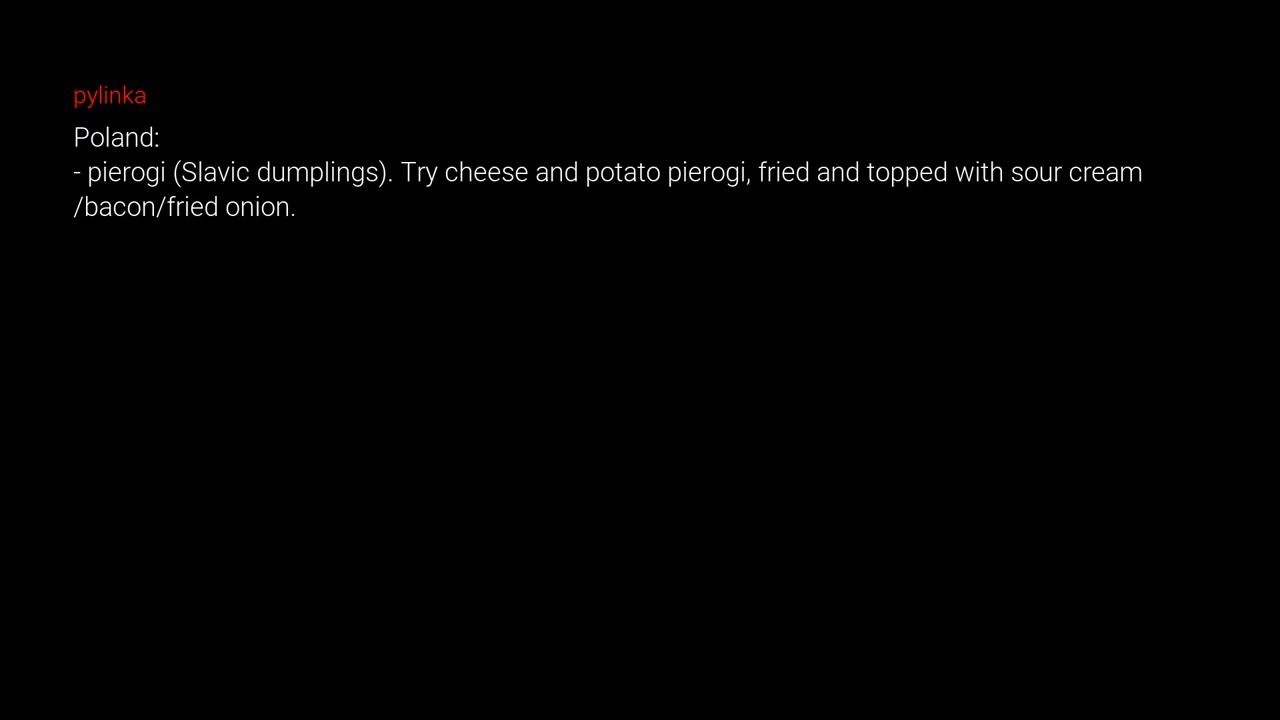 pylinka
Poland:
- pierogi (Slavic dumplings). Try cheese and potato pierogi, fried and topped with sour cream
/bacon/fried onion.